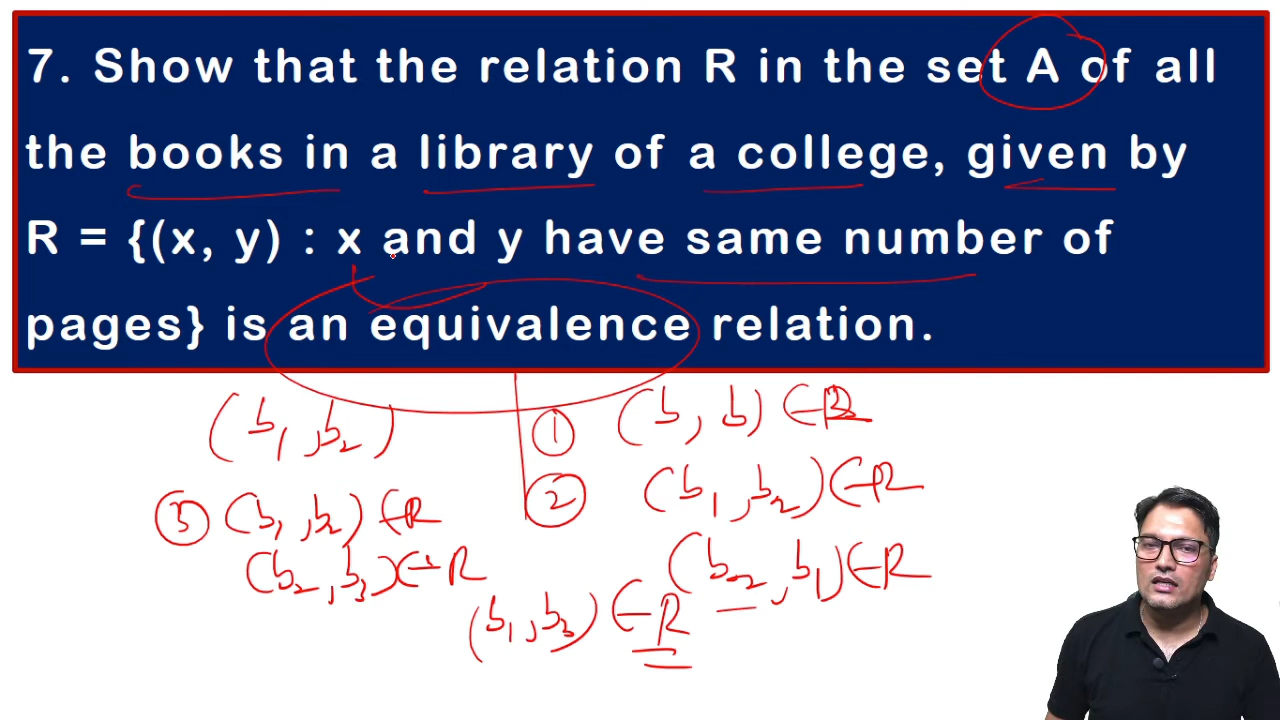 7. Show that the relation R in the set A of all
the books in a library of a college, given by
R = {(x, y) : x and y have same number of
pages} is an equivalence relation.
(b₁, b₂)
① (b, b) ∈ R
② (b₁, b₂) ∈ R
(b₂, b₁) ∈ R
③ (b₁, b₂) ∈ R
(b₂, b₃) ∈ R
(b₁, b₃) ∈ R